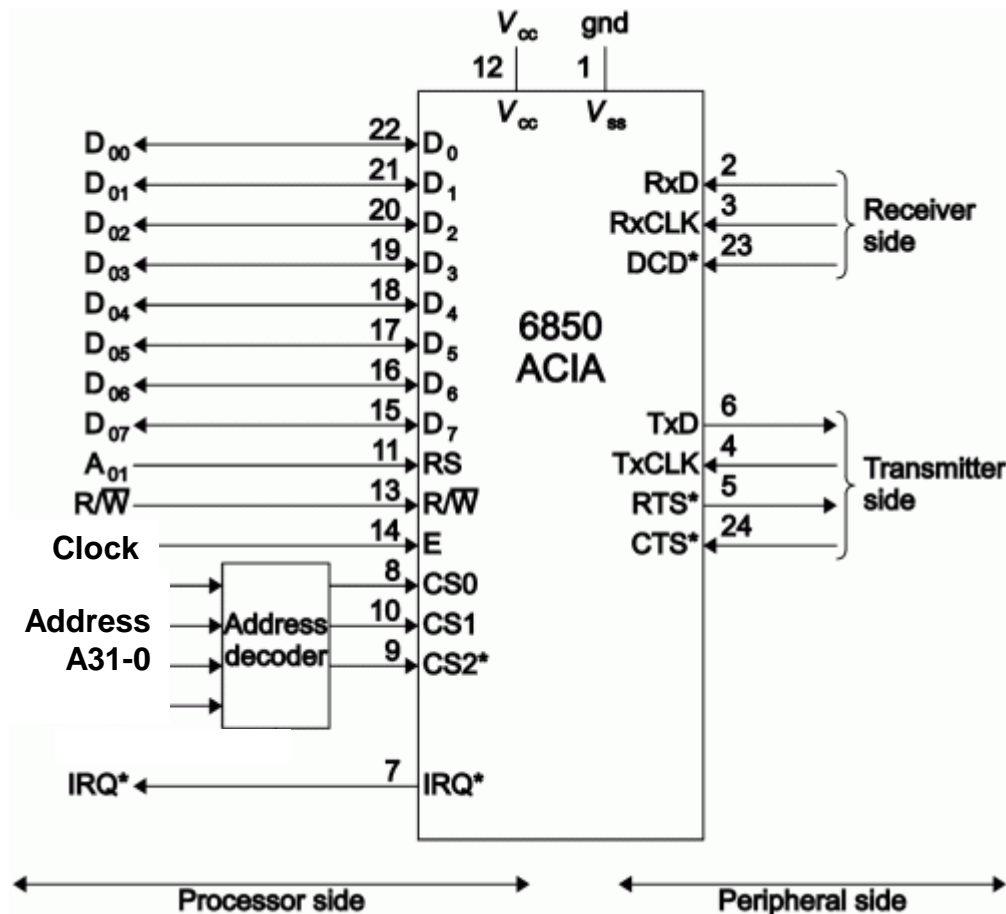 Vcc gnd
12 1
Vcc Vss
D00 22 D0
D01 21 D1
D02 20 D2
D03 19 D3
D04 18 D4
D05 17 D5
D06 16 D6
D07 15 D7
A01 11 RS
R/W̅ 13 R/W̅
Clock 14 E
8 CS0
Address 10 CS1
A31-0 9 CS2*
Address
decoder
IRQ* 7 IRQ*
6850
ACIA
RxD 2
RxCLK 3
DCD* 23
Receiver
side
TxD 6
TxCLK 4
RTS* 5
CTS* 24
Transmitter
side
Processor side
Peripheral side